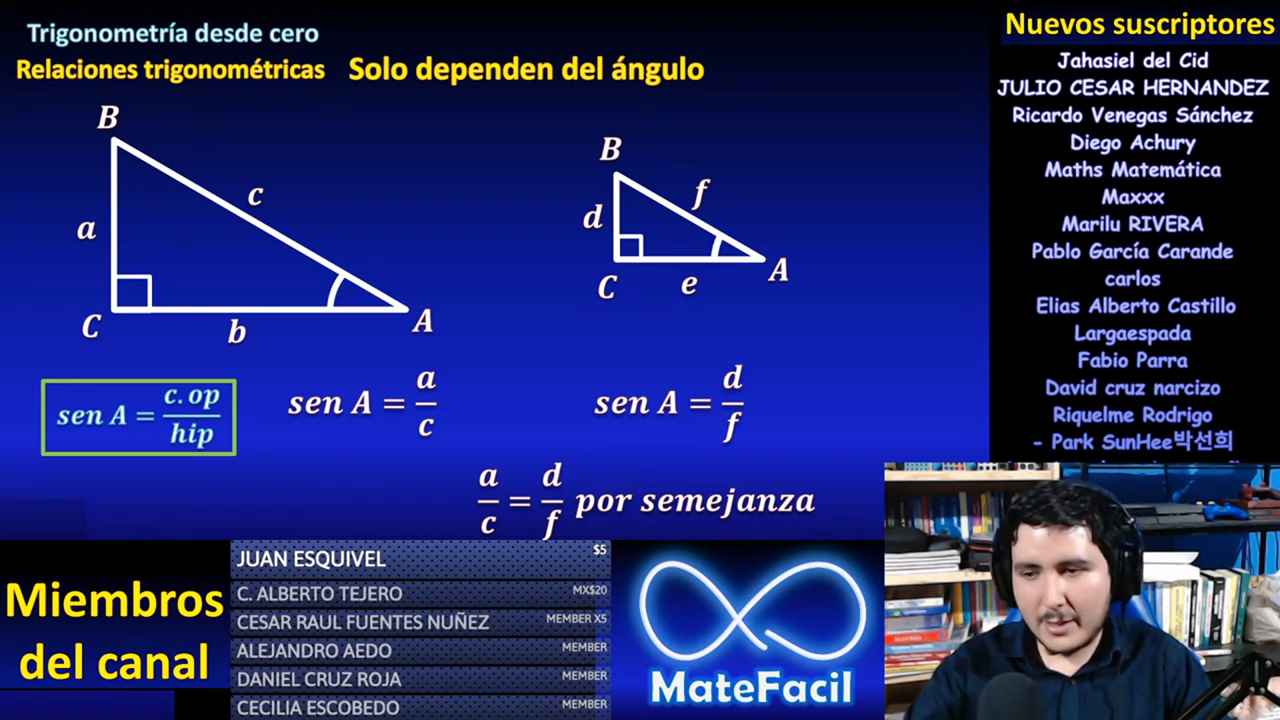 Trigonometría desde cero
Relaciones trigonométricas Solo dependen del ángulo
B
c
a
C
b
A
B
f
d
C
e
A
sen A = c.op/hip
sen A = a/c
sen A = d/f
a/c = d/f por semejanza
Nuevos suscriptores
Jahasiel del Cid
JULIO CESAR HERNANDEZ
Ricardo Venegas Sánchez
Diego Achury
Maths Matemática
Maxxx
Marilu RIVERA
Pablo García Carande
carlos
Elias Alberto Castillo
Largaespada
Fabio Parra
David cruz narcizo
Riquelme Rodrigo
- Park SunHee박선희
Miembros
del canal
JUAN ESQUIVEL $5
C. ALBERTO TEJERO MX$20
CESAR RAUL FUENTES NUÑEZ MEMBER X5
ALEJANDRO AEDO MEMBER
DANIEL CRUZ ROJA MEMBER
CECILIA ESCOBEDO MEMBER
MateFacil